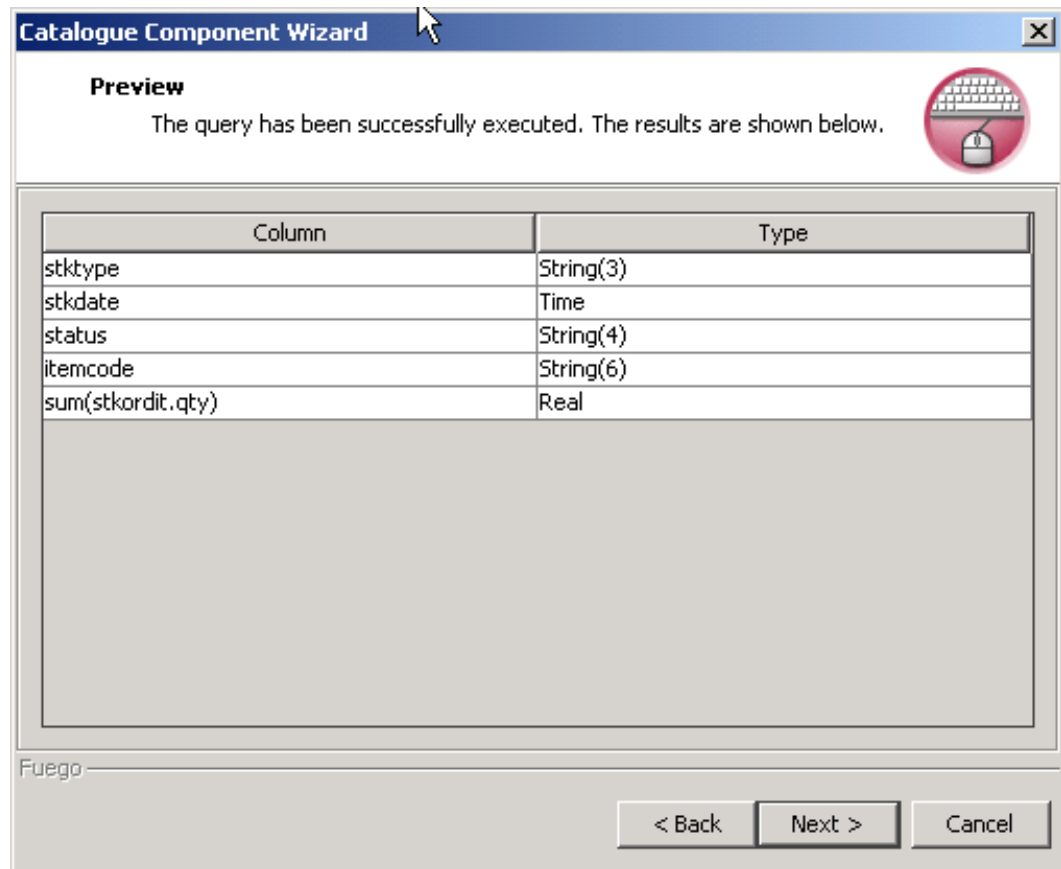 Catalogue Component Wizard
Preview
The query has been successfully executed. The results are shown below.
Column Type
stktype String(3)
stkdate Time
status String(4)
itemcode String(6)
sum(stkordit.qty) Real
Fuego
< Back Next > Cancel